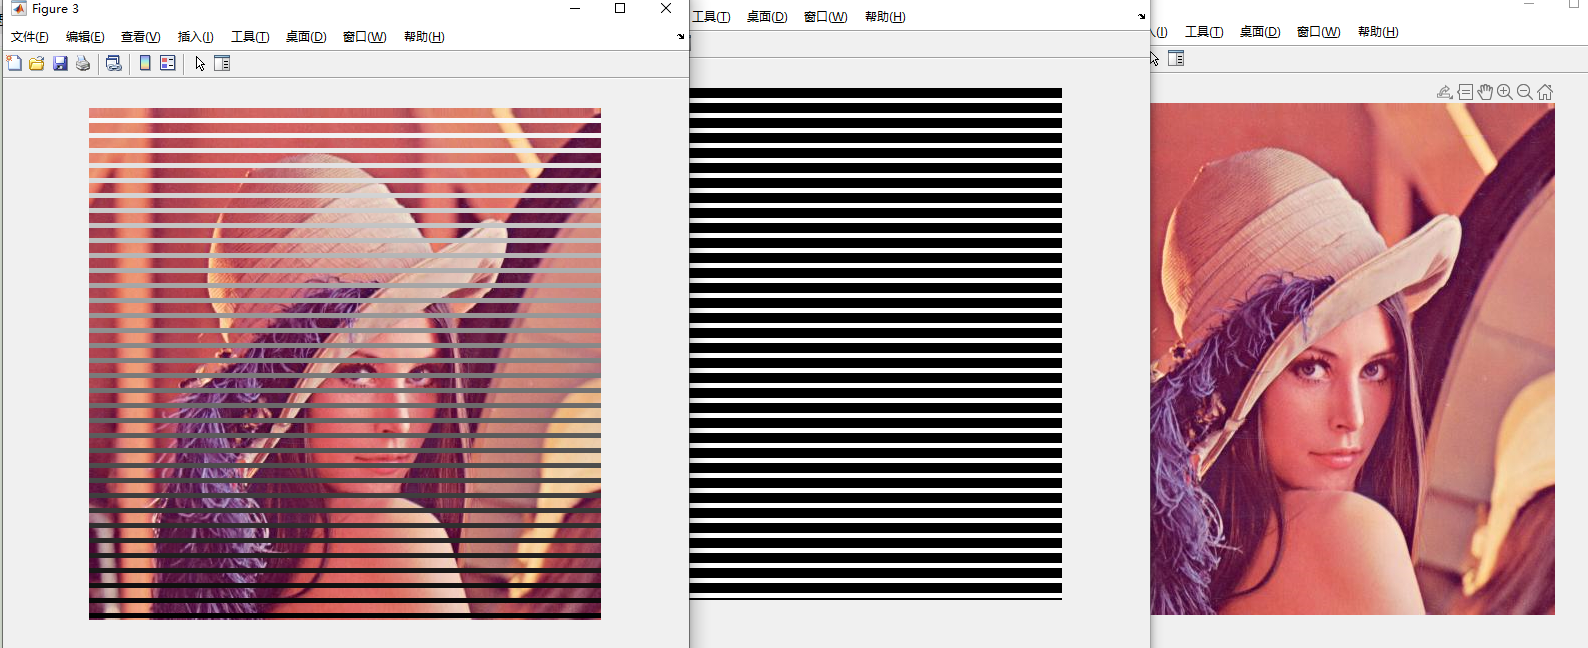 Figure 3
文件(F) 编辑(E) 查看(V) 插入(I) 工具(T) 桌面(D) 窗口(W) 帮助(H)
工具(T) 桌面(D) 窗口(W) 帮助(H)
(I) 工具(T) 桌面(D) 窗口(W) 帮助(H)